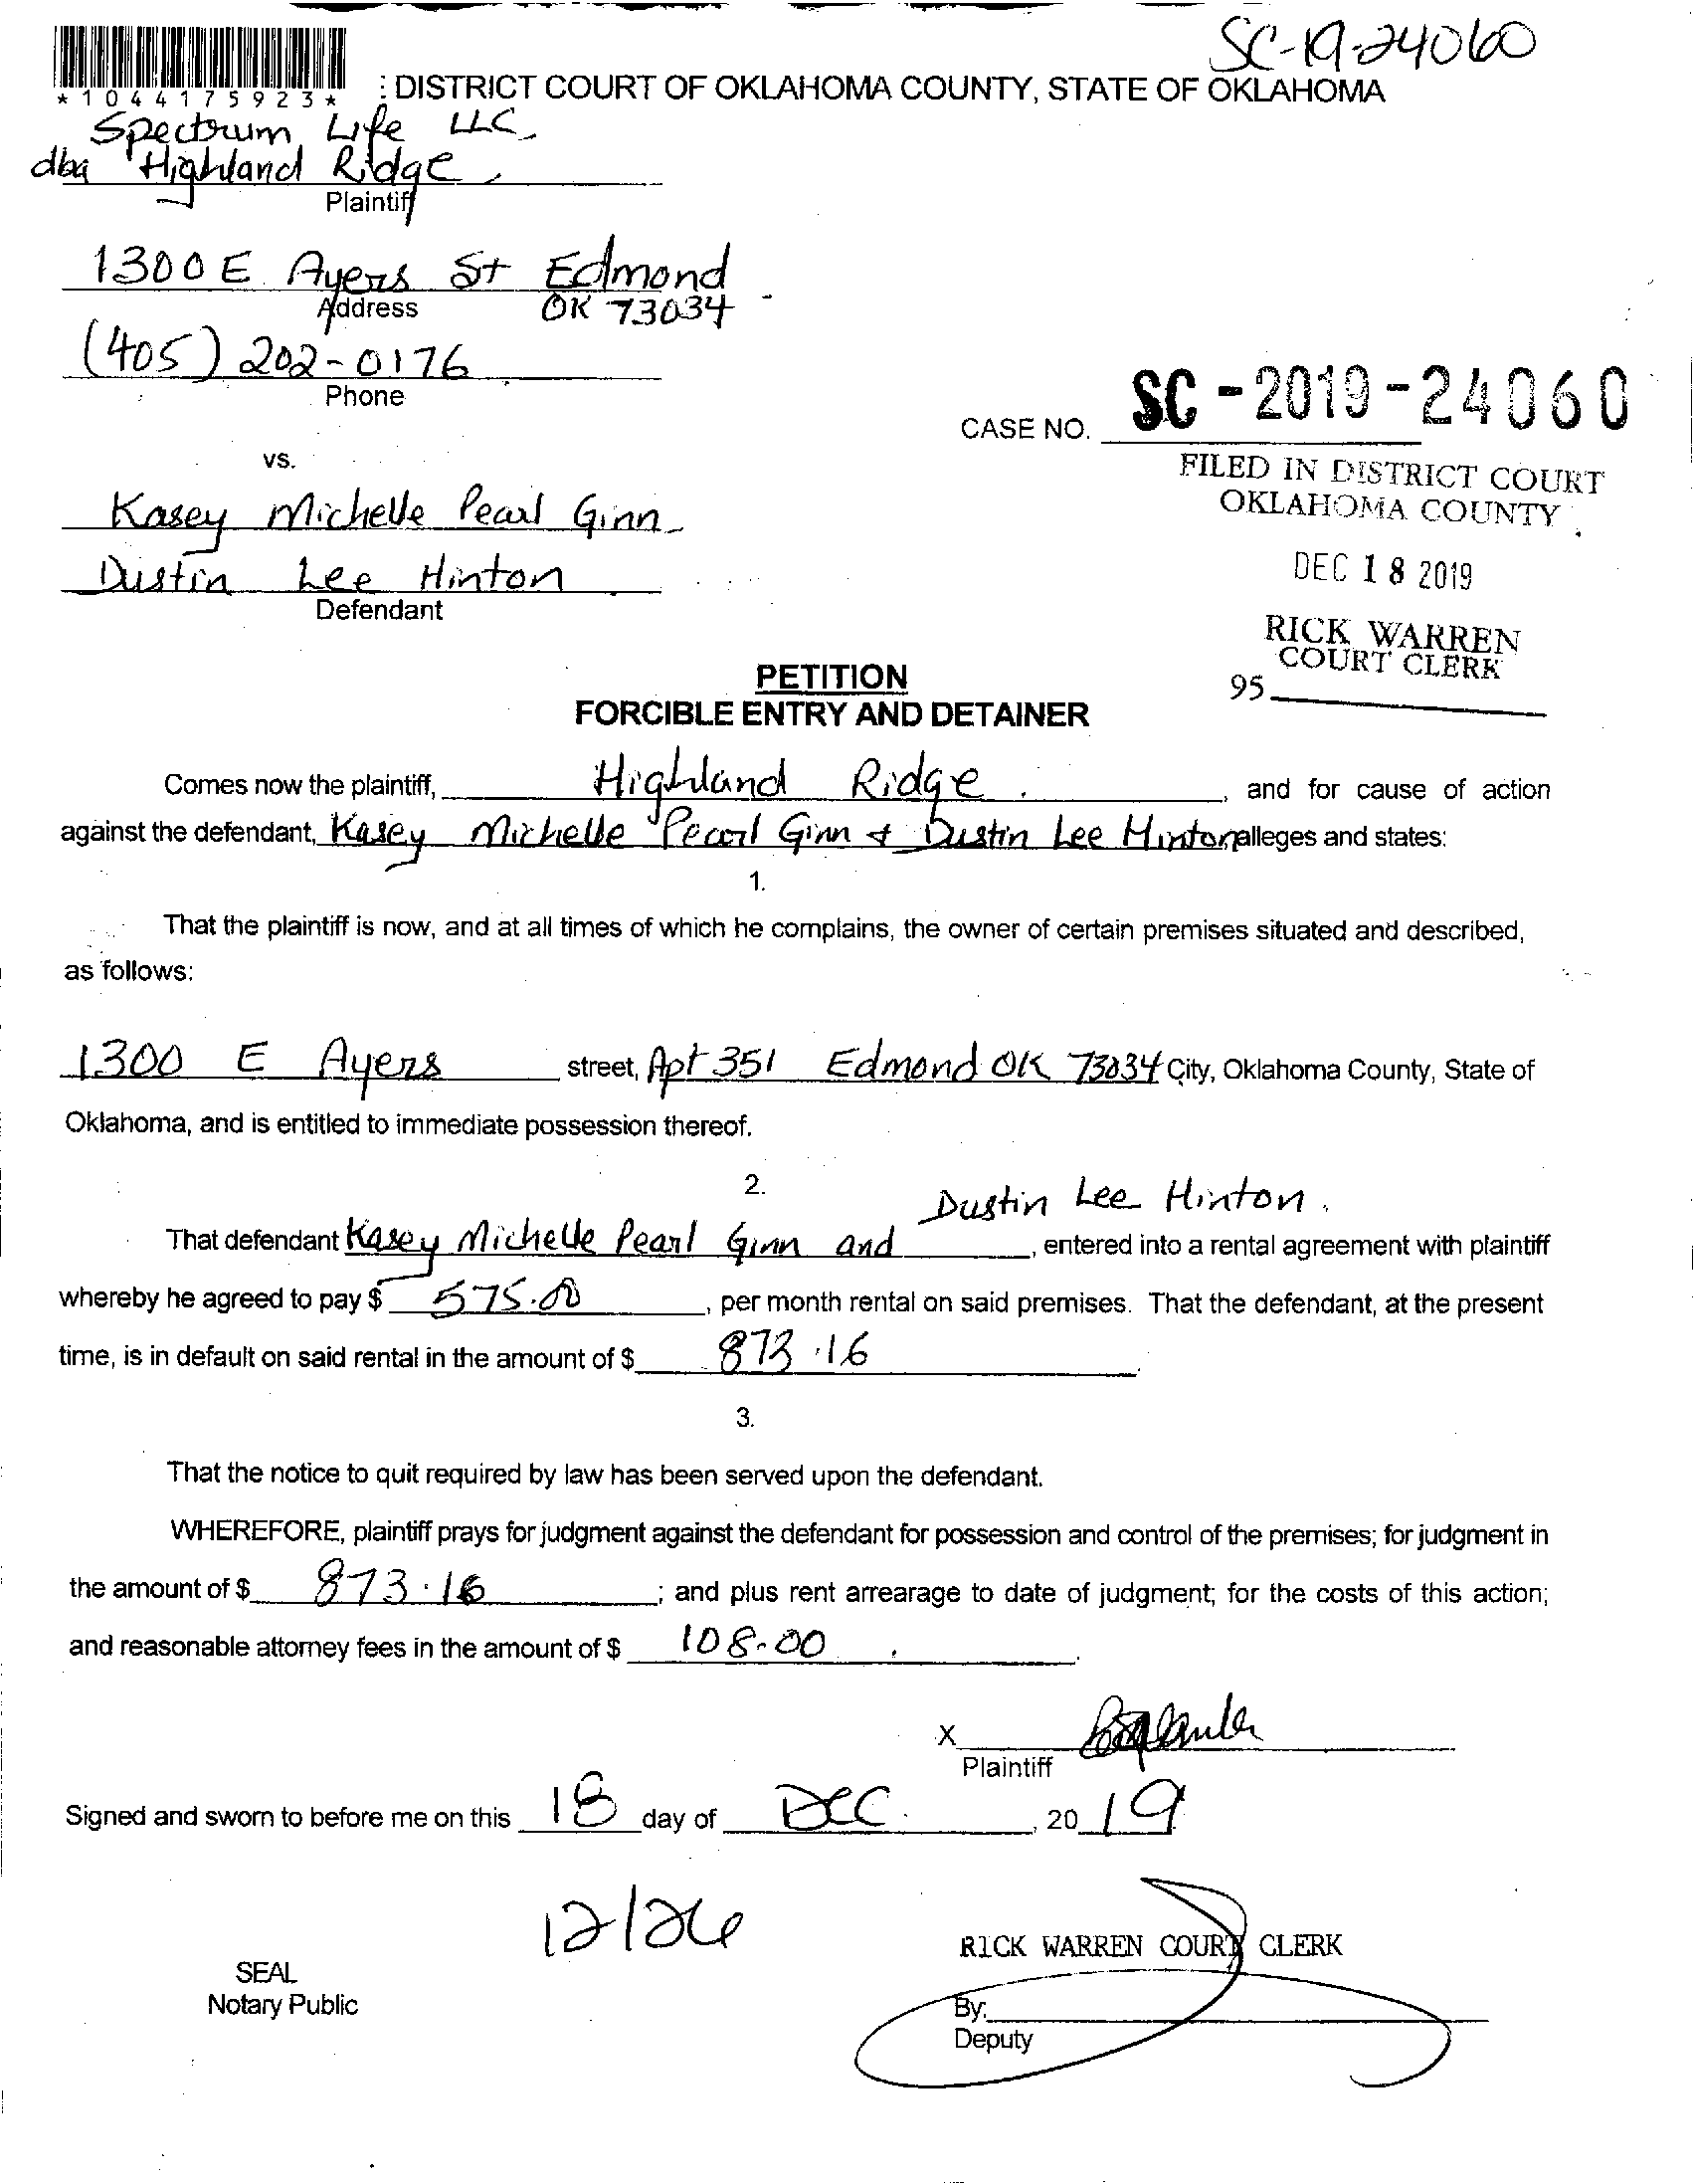 SC-19-24060
*1044175923*
: DISTRICT COURT OF OKLAHOMA COUNTY, STATE OF OKLAHOMA
Spectrum Life LLC
dba Highland Ridge
Plaintiff
1300 E. Ayers St Edmond
Address OK 73034
(405) 202-0176
Phone
SC-2019-24060
CASE NO.
vs.
FILED IN DISTRICT COURT
OKLAHOMA COUNTY
Kasey Michelle Pearl Ginn
DEC 18 2019
Dustin Lee Hinton
Defendant
RICK WARREN
COURT CLERK
95
PETITION
FORCIBLE ENTRY AND DETAINER
Comes now the plaintiff, Highland Ridge, and for cause of action
against the defendant, Kasey Michelle Pearl Ginn + Dustin Lee Hinton alleges and states:
1.
That the plaintiff is now, and at all times of which he complains, the owner of certain premises situated and described,
as follows:
1300 E Ayers street, Apt 351 Edmond OK 73034 City, Oklahoma County, State of
Oklahoma, and is entitled to immediate possession thereof.
2.
Dustin Lee Hinton.
That defendant Kasey Michelle Pearl Ginn and, entered into a rental agreement with plaintiff
whereby he agreed to pay $ 575.00, per month rental on said premises. That the defendant, at the present
time, is in default on said rental in the amount of $ 873.16.
3.
That the notice to quit required by law has been served upon the defendant.
WHEREFORE, plaintiff prays for judgment against the defendant for possession and control of the premises; for judgment in
the amount of $ 873.16; and plus rent arrearage to date of judgment; for the costs of this action;
and reasonable attorney fees in the amount of $ 108.00.
X
Plaintiff
Signed and sworn to before me on this 18 day of DEC., 20 19
12/26
RICK WARREN COURT CLERK
SEAL
Notary Public
By:
Deputy